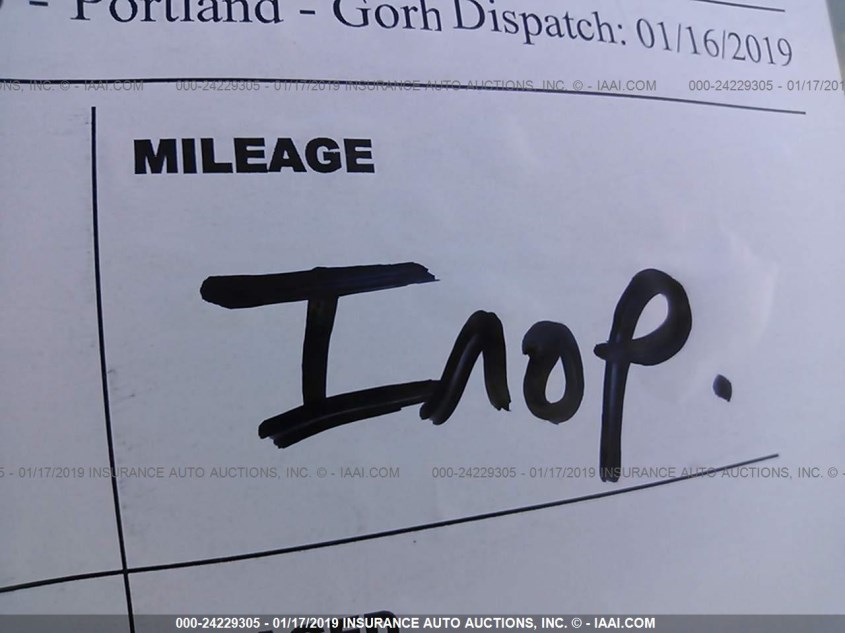 - Portland - Gorh Dispatch: 01/16/2019
INC. © - IAAI.COM 000-24229305 - 01/17/2019 INSURANCE AUTO AUCTIONS, INC. © - IAAI.COM 000-24229305 - 01/17/2019
MILEAGE
Inop.
- 01/17/2019 INSURANCE AUTO AUCTIONS, INC. © - IAAI.COM 000-24229305 - 01/17/2019 INSURANCE AUTO AUCTIONS, INC. ©
000-24229305 - 01/17/2019 INSURANCE AUTO AUCTIONS, INC. © - IAAI.COM